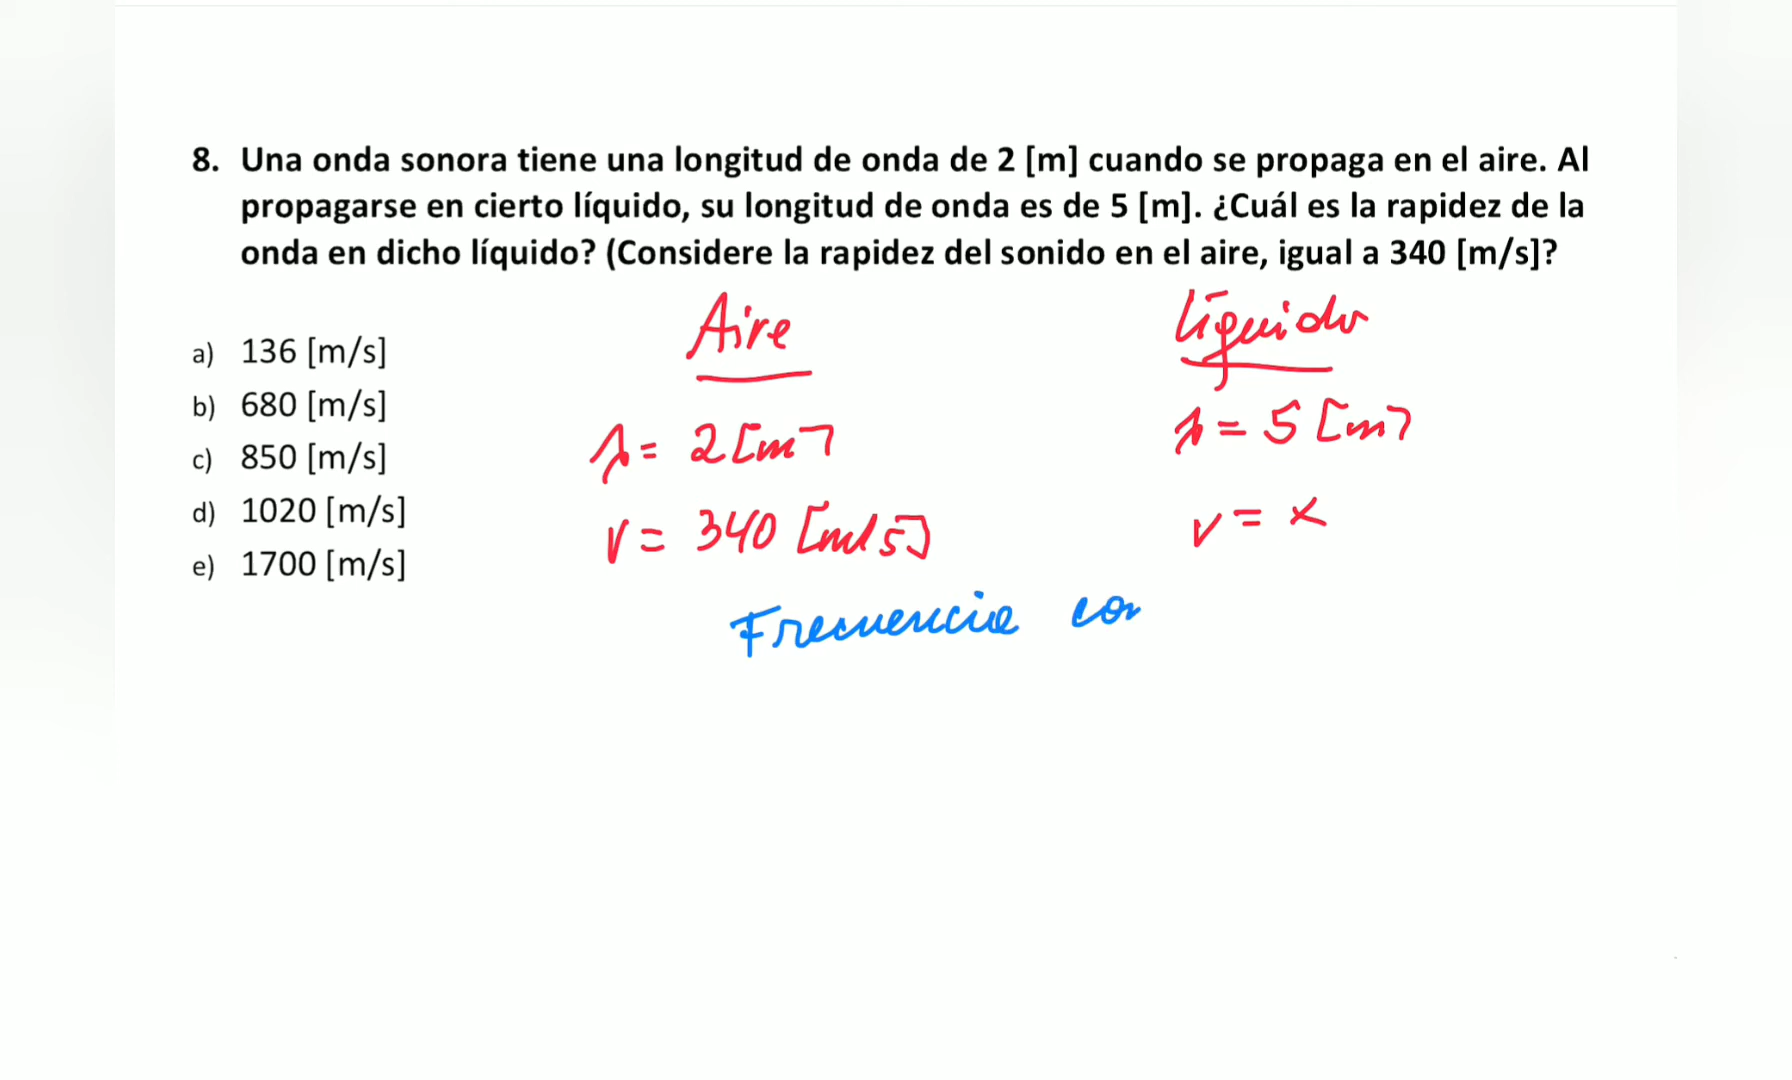 8. Una onda sonora tiene una longitud de onda de 2 [m] cuando se propaga en el aire. Al
propagarse en cierto líquido, su longitud de onda es de 5 [m]. ¿Cuál es la rapidez de la
onda en dicho líquido? (Considere la rapidez del sonido en el aire, igual a 340 [m/s]?
a) 136 [m/s]
b) 680 [m/s]
c) 850 [m/s]
d) 1020 [m/s]
e) 1700 [m/s]
Aire
λ = 2 [m]
v = 340 [m/s]
Líquido
λ = 5 [m]
v = x
Frecuencia con